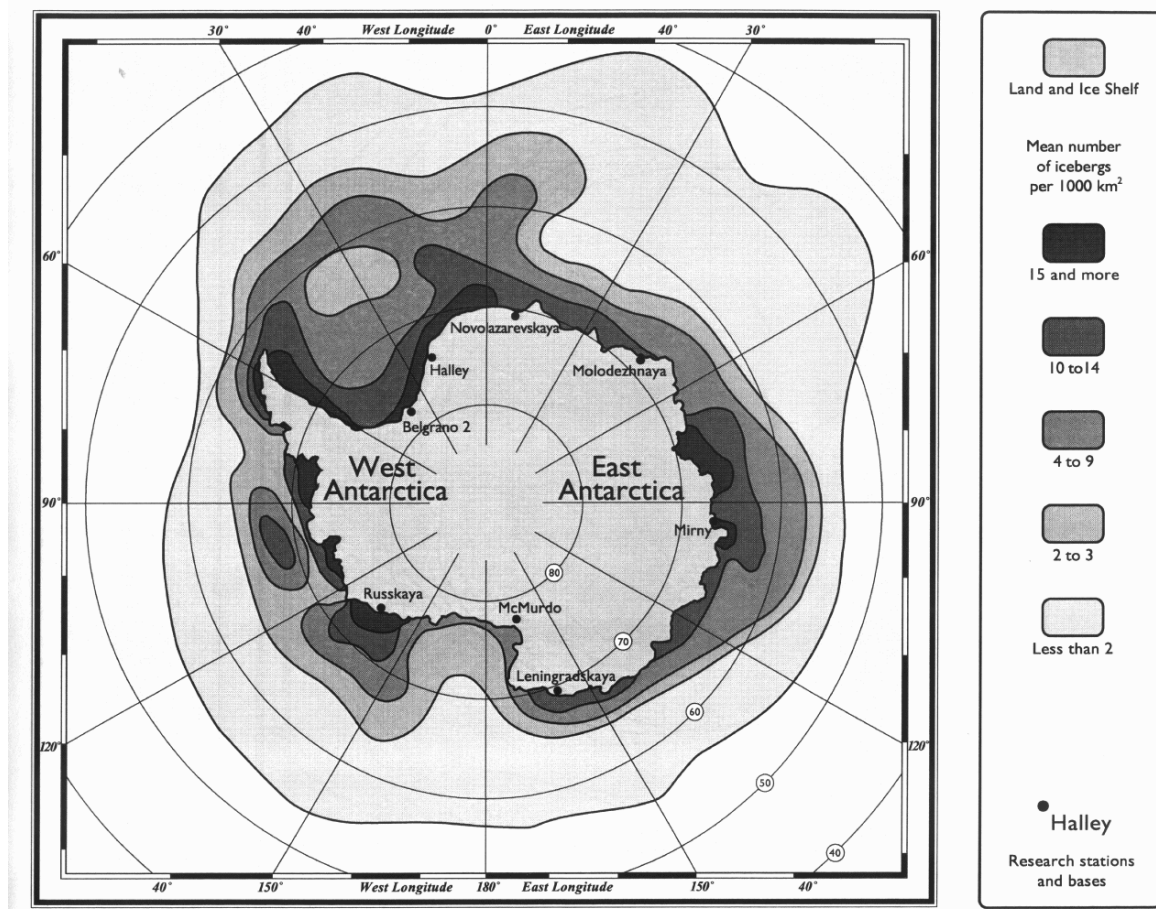 30° 40° West Longitude 0° East Longitude 40° 30°
60° 60°
Novolazarevskaya
Halley
Molodezhnaya
Belgrano 2
West
Antarctica
East
Antarctica
90° 90°
Mirny
80
Russkaya
McMurdo
70
Leningradskaya
60
120° 120°
50
40
40° 150° West Longitude 180° East Longitude 150° 40°
Land and Ice Shelf
Mean number
of icebergs
per 1000 km²
15 and more
10 to14
4 to 9
2 to 3
Less than 2
Halley
Research stations
and bases